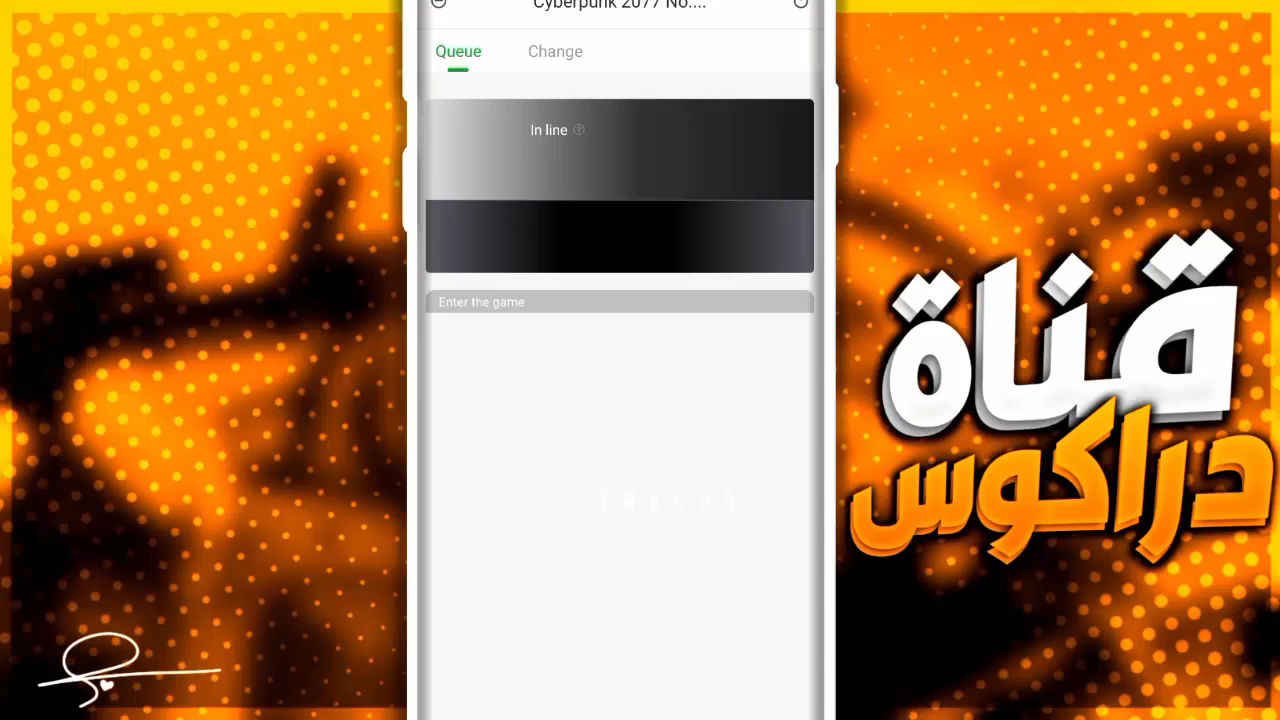 Cyberpunk 2077 No....
Queue
Change
In line
Enter the game
قناة
دراكوس